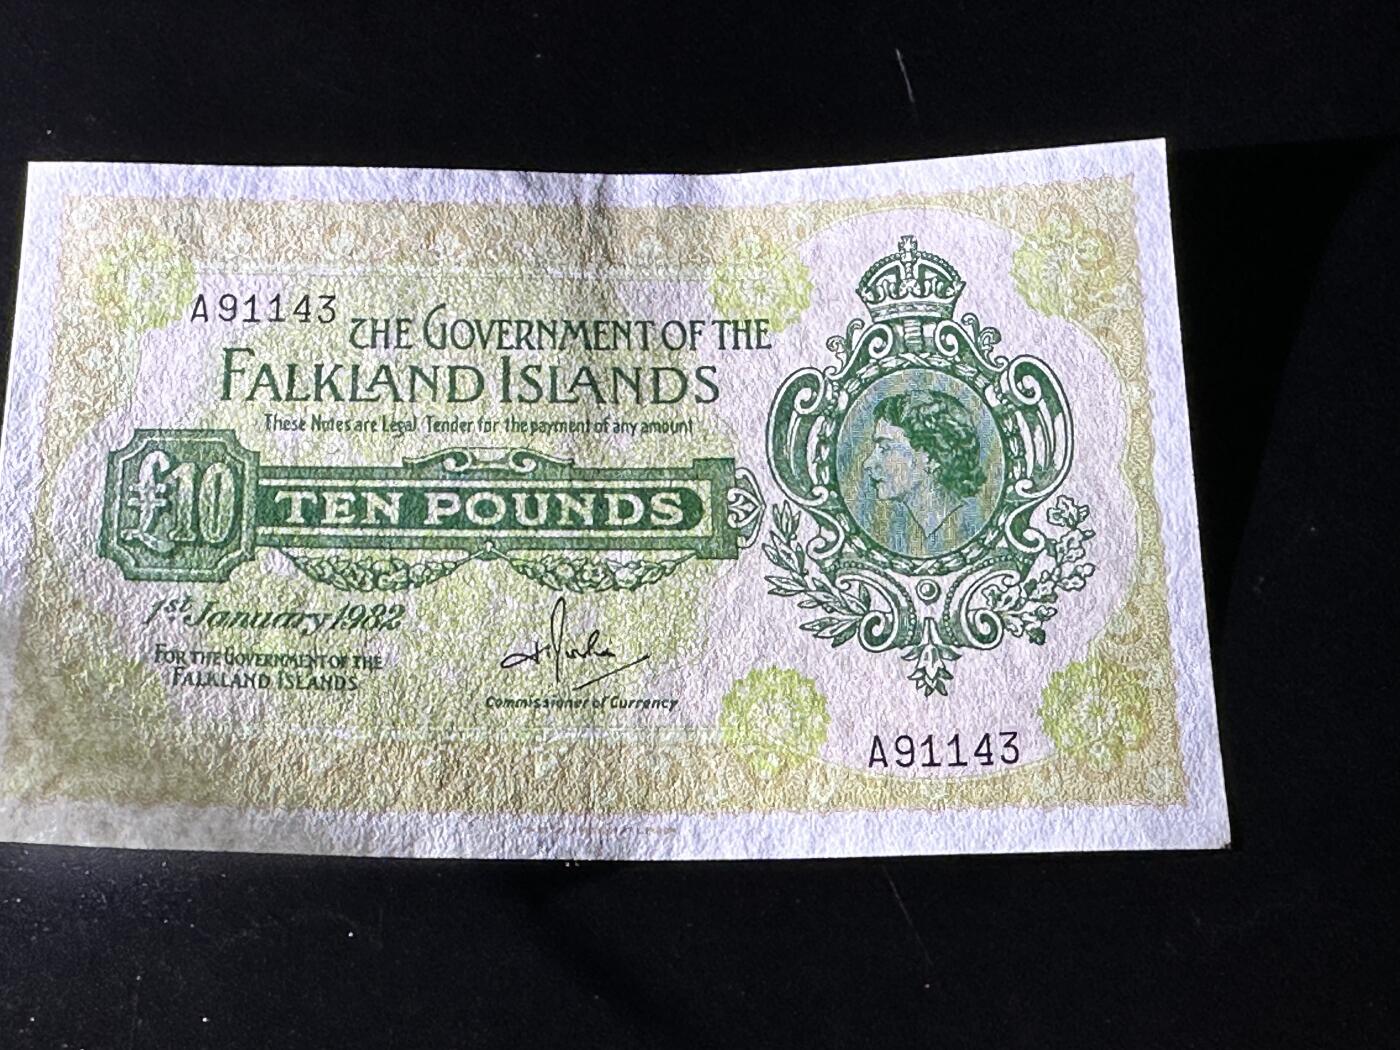 A91143
THE GOVERNMENT OF THE
FALKLAND ISLANDS
These Notes are Legal Tender for the payment of any amount
£10 TEN POUNDS
1st January 1982
FOR THE GOVERNMENT OF THE
FALKLAND ISLANDS
Commissioner of Currency
A91143